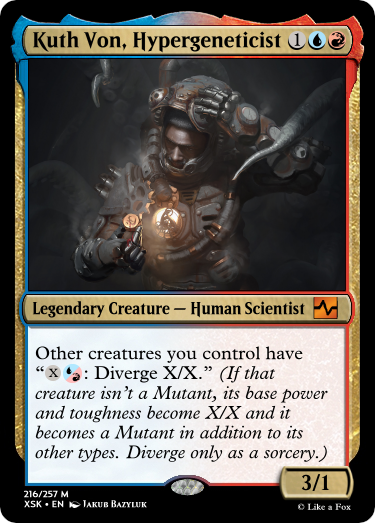 Kuth Von, Hypergeneticist 1
Legendary Creature — Human Scientist
Other creatures you control have
“X : Diverge X/X.” (If that
creature isn’t a Mutant, its base power
and toughness become X/X and it
becomes a Mutant in addition to its
other types. Diverge only as a sorcery.)
3/1
216/257 M
XSK • EN Jakub Bazyluk
© Like a Fox